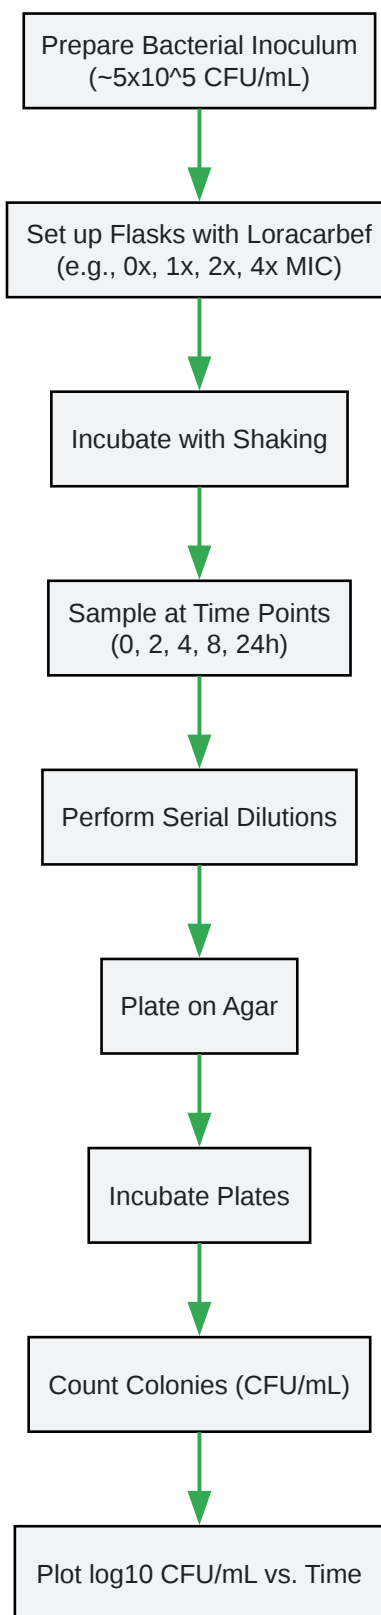 Prepare Bacterial Inoculum
(~5x10^5 CFU/mL)
Set up Flasks with Loracarbef
(e.g., 0x, 1x, 2x, 4x MIC)
Incubate with Shaking
Sample at Time Points
(0, 2, 4, 8, 24h)
Perform Serial Dilutions
Plate on Agar
Incubate Plates
Count Colonies (CFU/mL)
Plot log10 CFU/mL vs. Time